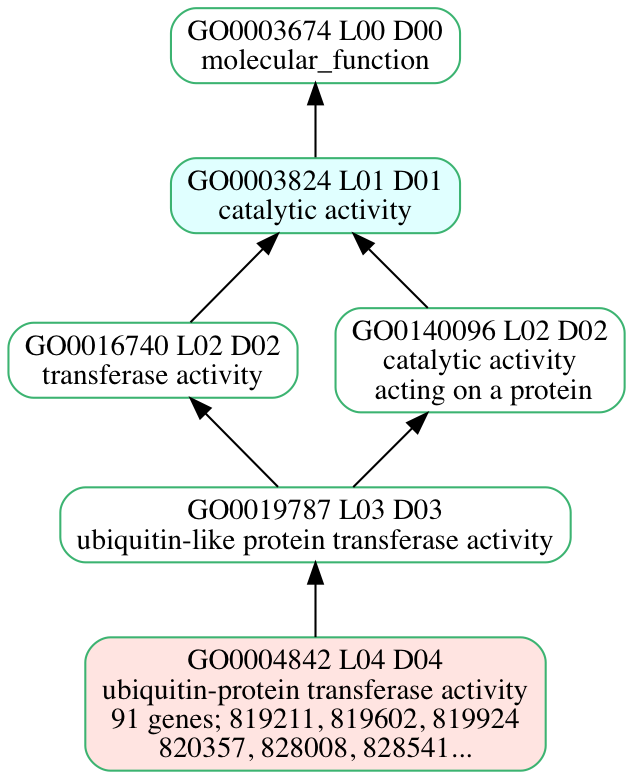 GO0003674 L00 D00
molecular_function
GO0003824 L01 D01
catalytic activity
GO0016740 L02 D02
transferase activity
GO0140096 L02 D02
catalytic activity
acting on a protein
GO0019787 L03 D03
ubiquitin-like protein transferase activity
GO0004842 L04 D04
ubiquitin-protein transferase activity
91 genes; 819211, 819602, 819924
820357, 828008, 828541...